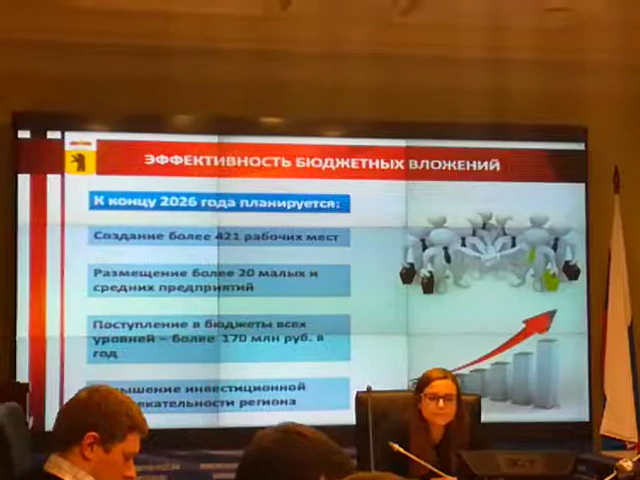 ЭФФЕКТИВНОСТЬ БЮДЖЕТНЫХ ВЛОЖЕНИЙ
К концу 2026 года планируется:
Создание более 421 рабочих мест
Размещение более 20 малых и
средних предприятий
Поступление в бюджеты всех
уровней – более 170 млн руб. в
год
инвестиционной
региона